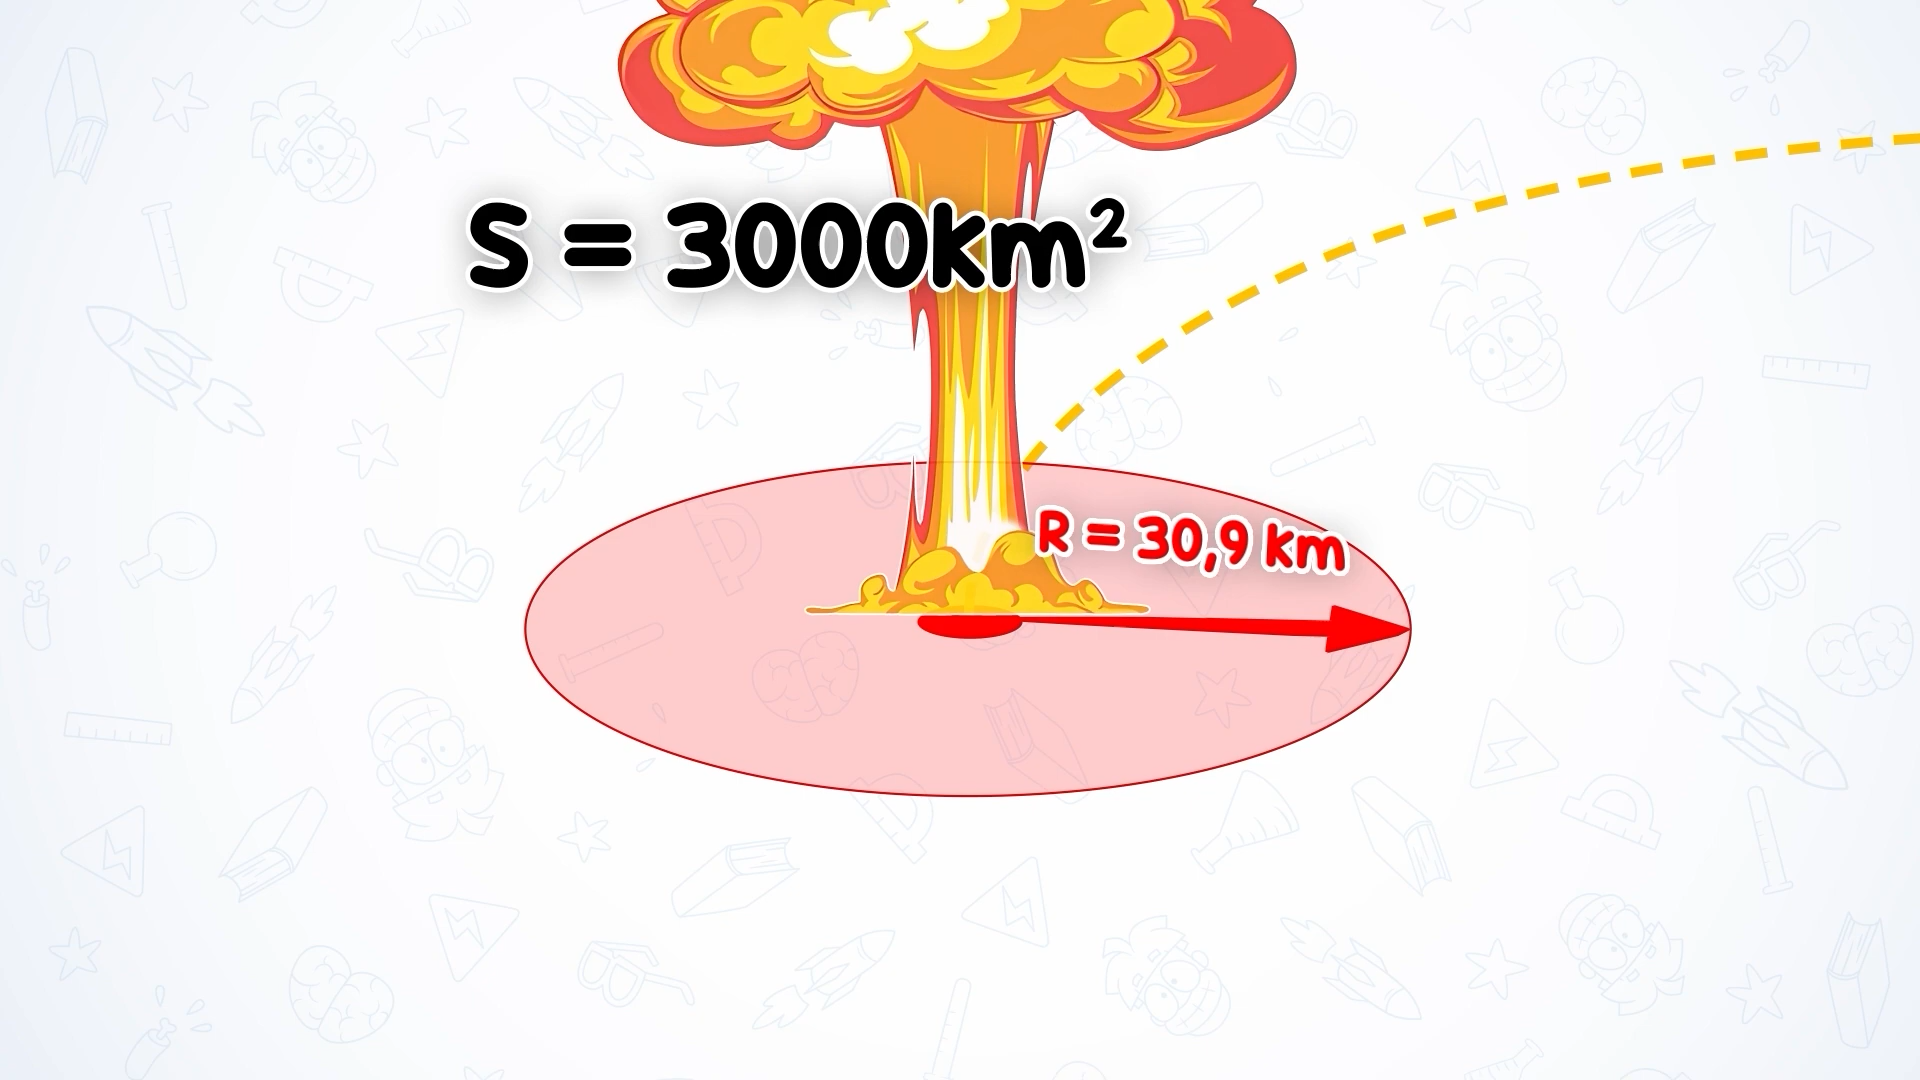 S = 3000km²
R = 30,9 km